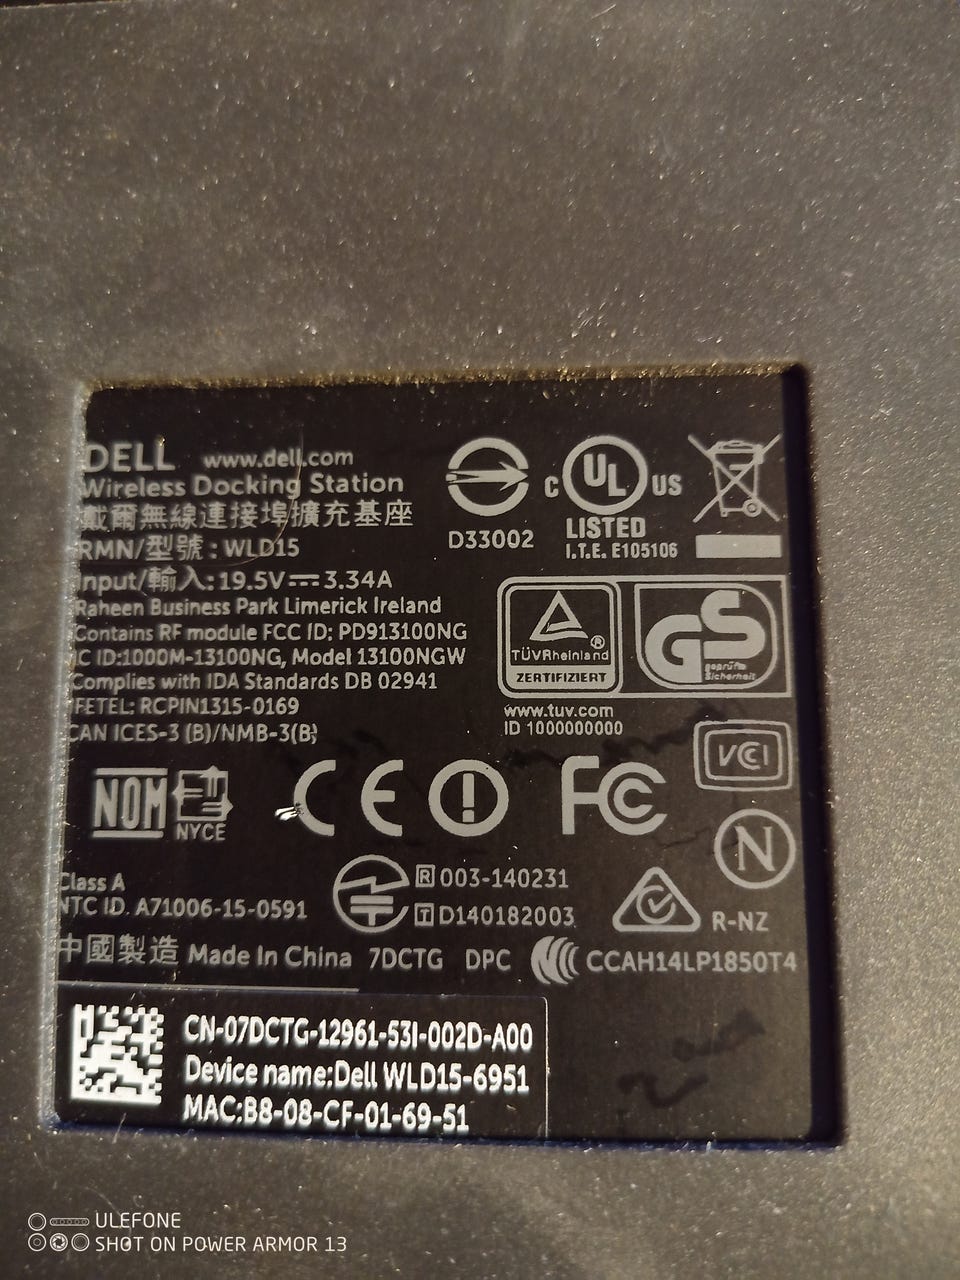 DELL www.dell.com
Wireless Docking Station
戴爾無線連接埠擴充基座
RMN/型號：WLD15
Input/輸入: 19.5V⎓3.34A
Raheen Business Park Limerick Ireland
Contains RF module FCC ID: PD913100NG
IC ID:1000M-13100NG, Model 13100NGW
Complies with IDA Standards DB 02941
IFETEL: RCPIN1315-0169
CAN ICES-3 (B)/NMB-3(B)
D33002
C UL US
LISTED
I.T.E. E105106
TÜVRheinland®
ZERTIFIZIERT
GS
geprüfte
Sicherheit
www.tuv.com
ID 1000000000
VCI
NOM
NYCE
CE
FC
N
Class A
NTC ID. A71006-15-0591
R 003-140231
T D140182003
R-NZ
中國製造 Made In China 7DCTG DPC CCAH14LP1850T4
CN-07DCTG-12961-53I-002D-A00
Device name:Dell WLD15-6951
MAC:B8-08-CF-01-69-51
ULEFONE
SHOT ON POWER ARMOR 13